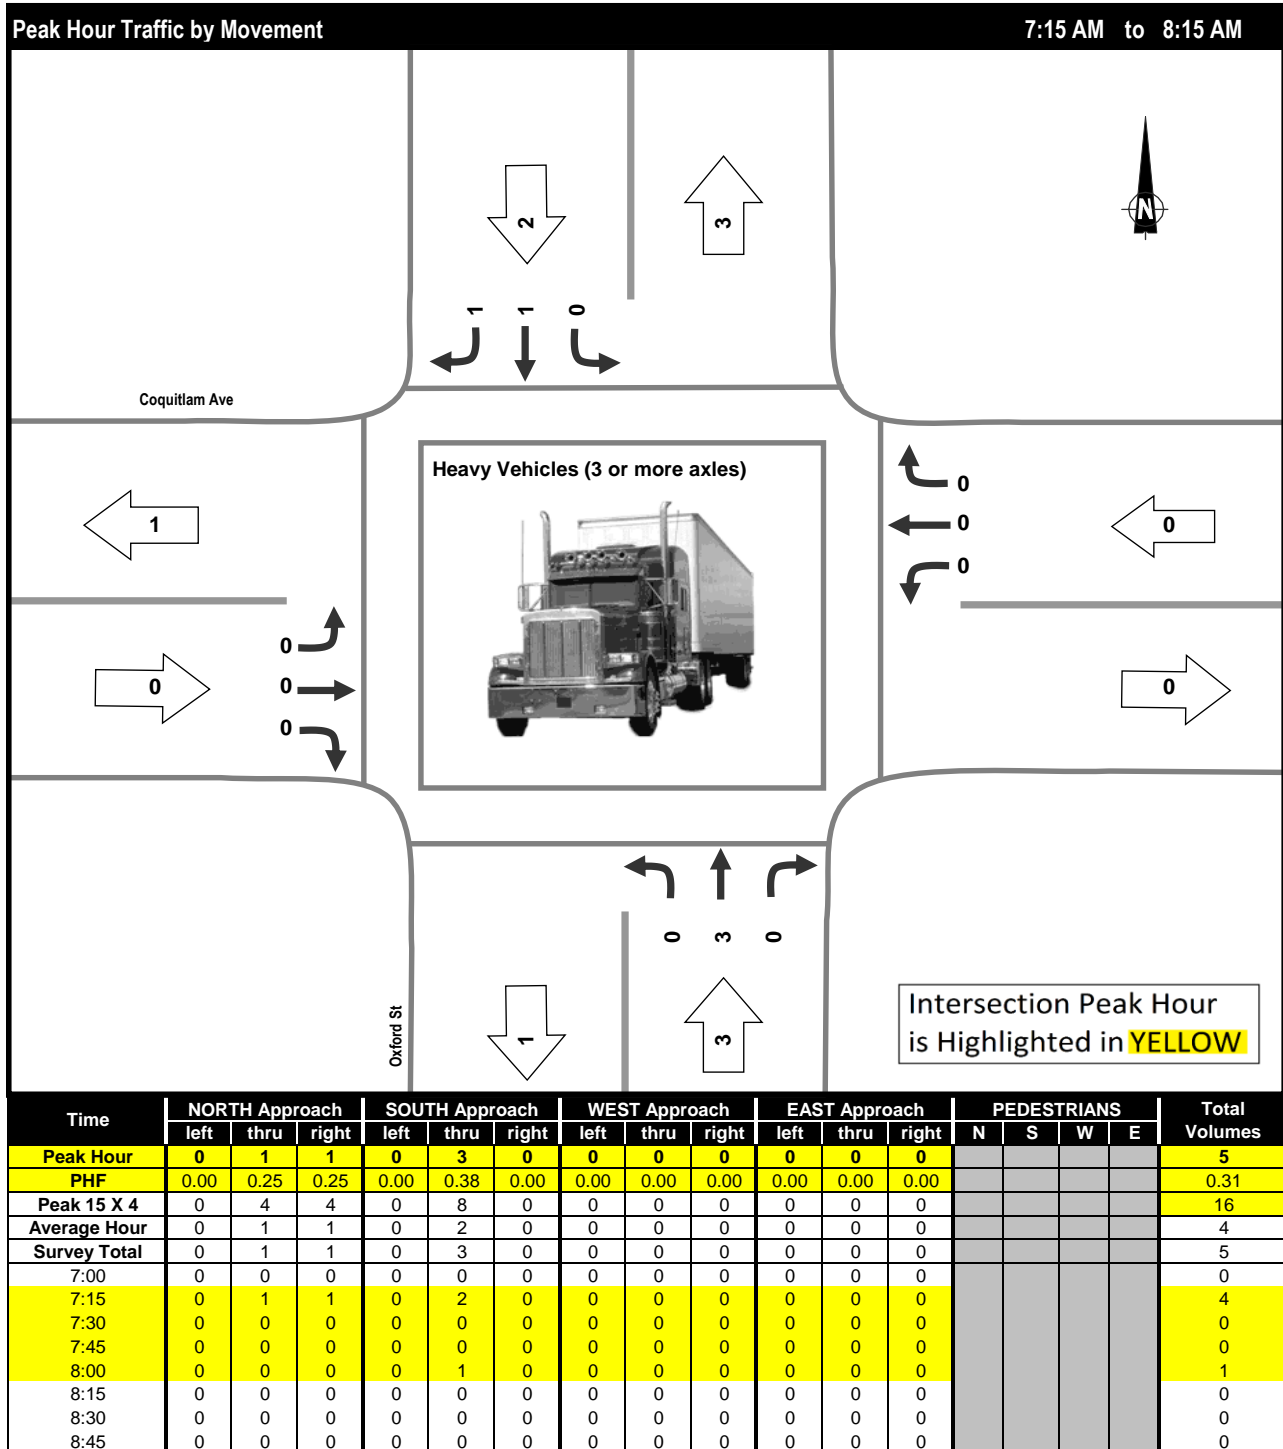 Peak Hour Traffic by Movement 7:15 AM to 8:15 AM
N
2 3
1 1 0
Coquitlam Ave
Heavy Vehicles (3 or more axles)
0
1 0 0
0
0
0 0 0
0
0 3 0
Oxford St
1 3
Intersection Peak Hour
is Highlighted in YELLOW
Time NORTH Approach SOUTH Approach WEST Approach EAST Approach PEDESTRIANS Total Volumes
left thru right left thru right left thru right left thru right N S W E
Peak Hour 0 1 1 0 3 0 0 0 0 0 0 0 5
PHF 0.00 0.25 0.25 0.00 0.38 0.00 0.00 0.00 0.00 0.00 0.00 0.00 0.31
Peak 15 X 4 0 4 4 0 8 0 0 0 0 0 0 0 16
Average Hour 0 1 1 0 2 0 0 0 0 0 0 0 4
Survey Total 0 1 1 0 3 0 0 0 0 0 0 0 5
7:00 0 0 0 0 0 0 0 0 0 0 0 0 0
7:15 0 1 1 0 2 0 0 0 0 0 0 0 4
7:30 0 0 0 0 0 0 0 0 0 0 0 0 0
7:45 0 0 0 0 0 0 0 0 0 0 0 0 0
8:00 0 0 0 0 1 0 0 0 0 0 0 0 1
8:15 0 0 0 0 0 0 0 0 0 0 0 0 0
8:30 0 0 0 0 0 0 0 0 0 0 0 0 0
8:45 0 0 0 0 0 0 0 0 0 0 0 0 0